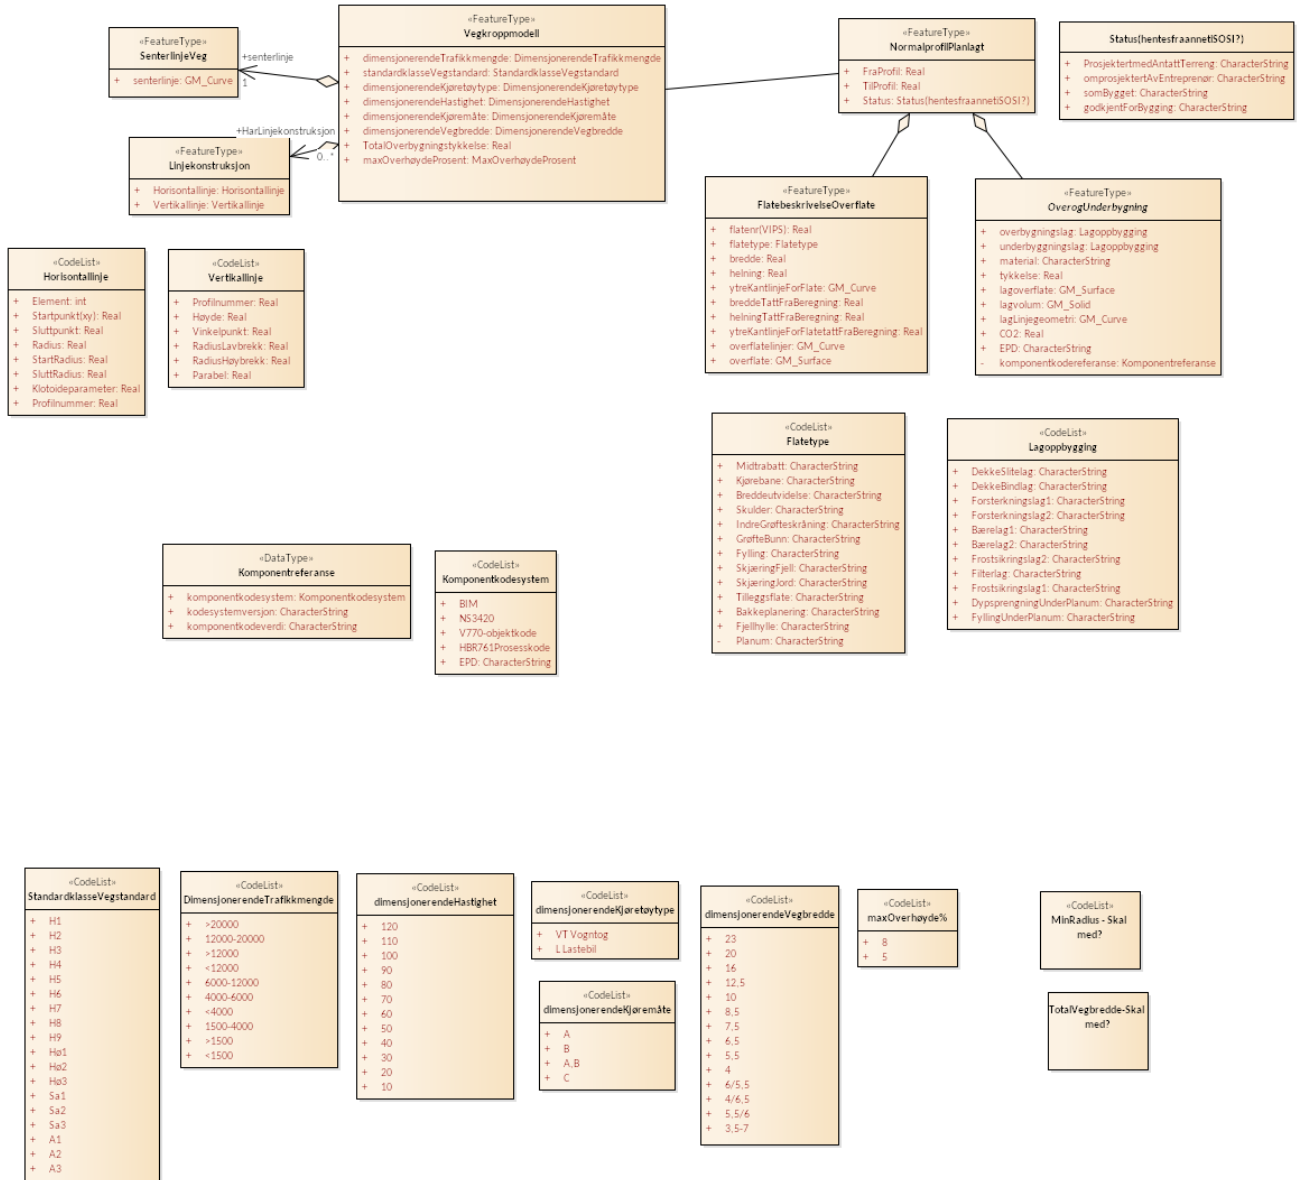 «FeatureType»
SenterlinjeVeg
+ senterlinje: GM_Curve
+senterlinje
1
«FeatureType»
Vegkroppmodell
+ dimensjonerendeTrafikkmengde: DimensjonerendeTrafikkmengde
+ standardklasseVegstandard: StandardklasseVegstandard
+ dimensjonerendeKjøretøytype: DimensjonerendeKjøretøytype
+ dimensjonerendeHastighet: DimensjonerendeHastighet
+ dimensjonerendeKjøremåte: DimensjonerendeKjøremåte
+ dimensjonerendeVegbredde: DimensjonerendeVegbredde
+ TotalOverbygningstykkelse: Real
+ maxOverhøydeProsent: MaxOverhøydeProsent
«FeatureType»
NormalprofilPlanlagt
+ FraProfil: Real
+ TilProfil: Real
+ Status: Status(hentesfraannetiSOSI?)
Status(hentesfraannetiSOSI?)
+ ProsjektertmedAntattTerreng: CharacterString
+ omprosjektertAvEntreprenør: CharacterString
+ somBygget: CharacterString
+ godkjentForBygging: CharacterString
+HarLinjekonstruksjon
0..*
«FeatureType»
Linjekonstruksjon
+ Horisontallinje: Horisontallinje
+ Vertikallinje: Vertikallinje
«FeatureType»
FlatebeskrivelseOverflate
+ flatenr(VIPS): Real
+ flatetype: Flatetype
+ bredde: Real
+ helning: Real
+ ytreKantlinjeForFlate: GM_Curve
+ breddeTattFraBeregning: Real
+ helningTattFraBeregning: Real
+ ytreKantlinjeForFlatetattFraBeregning: Real
+ overflatelinjer: GM_Curve
+ overflate: GM_Surface
«FeatureType»
OverogUnderbygning
+ overbygningslag: Lagoppbygging
+ underbyggningslag: Lagoppbygging
+ material: CharacterString
+ tykkelse: Real
+ lagoverflate: GM_Surface
+ lagvolum: GM_Solid
+ lagLinjegeometri: GM_Curve
+ CO2: Real
+ EPD: CharacterString
- komponentkodereferanse: Komponentreferanse
«CodeList»
Horisontallinje
+ Element: int
+ Startpunkt(xy): Real
+ Sluttpunkt: Real
+ Radius: Real
+ StartRadius: Real
+ SluttRadius: Real
+ Klotoideparameter: Real
+ Profilnummer: Real
«CodeList»
Vertikallinje
+ Profilnummer: Real
+ Høyde: Real
+ Vinkelpunkt: Real
+ RadiusLavbrekk: Real
+ RadiusHøybrekk: Real
+ Parabel: Real
«CodeList»
Flatetype
+ Midtrabatt: CharacterString
+ Kjørebane: CharacterString
+ Breddeutvidelse: CharacterString
+ Skulder: CharacterString
+ IndreGrøfteskråning: CharacterString
+ GrøfteBunn: CharacterString
+ Fylling: CharacterString
+ SkjæringFjell: CharacterString
+ SkjæringJord: CharacterString
+ Tilleggsflate: CharacterString
+ Bakkeplanering: CharacterString
+ Fjellhylle: CharacterString
- Planum: CharacterString
«CodeList»
Lagoppbygging
+ DekkeSlitelag: CharacterString
+ DekkeBindlag: CharacterString
+ Forsterkningslag1: CharacterString
+ Forsterkningslag2: CharacterString
+ Bærelag1: CharacterString
+ Bærelag2: CharacterString
+ Frostsikringslag2: CharacterString
+ Filterlag: CharacterString
+ Frostsikringslag1: CharacterString
+ DypsprengningUnderPlanum: CharacterString
+ FyllingUnderPlanum: CharacterString
«DataType»
Komponentreferanse
+ komponentkodesystem: Komponentkodesystem
+ kodesystemversjon: CharacterString
+ komponentkodeverdi: CharacterString
«CodeList»
Komponentkodesystem
+ BIM
+ NS3420
+ V770-objektkode
+ HBR761Prosesskode
+ EPD: CharacterString
«CodeList»
StandardklasseVegstandard
+ H1
+ H2
+ H3
+ H4
+ H5
+ H6
+ H7
+ H8
+ H9
+ Hø1
+ Hø2
+ Hø3
+ Sa1
+ Sa2
+ Sa3
+ A1
+ A2
+ A3
«CodeList»
DimensjonerendeTrafikkmengde
+ >20000
+ 12000-20000
+ >12000
+ <12000
+ 6000-12000
+ 4000-6000
+ <4000
+ 1500-4000
+ >1500
+ <1500
«CodeList»
dimensjonerendeHastighet
+ 120
+ 110
+ 100
+ 90
+ 80
+ 70
+ 60
+ 50
+ 40
+ 30
+ 20
+ 10
«CodeList»
dimensjonerendeKjøretøytype
+ VT Vogntog
+ L Lastebil
«CodeList»
dimensjonerendeKjøremåte
+ A
+ B
+ A,B
+ C
«CodeList»
dimensjonerendeVegbredde
+ 23
+ 20
+ 16
+ 12,5
+ 10
+ 8,5
+ 7,5
+ 6,5
+ 5,5
+ 4
+ 6/5,5
+ 4/6,5
+ 5,5/6
+ 3,5-7
«CodeList»
maxOverhøyde%
+ 8
+ 5
«CodeList»
MinRadius - Skal
med?
TotalVegbredde-Skal
med?